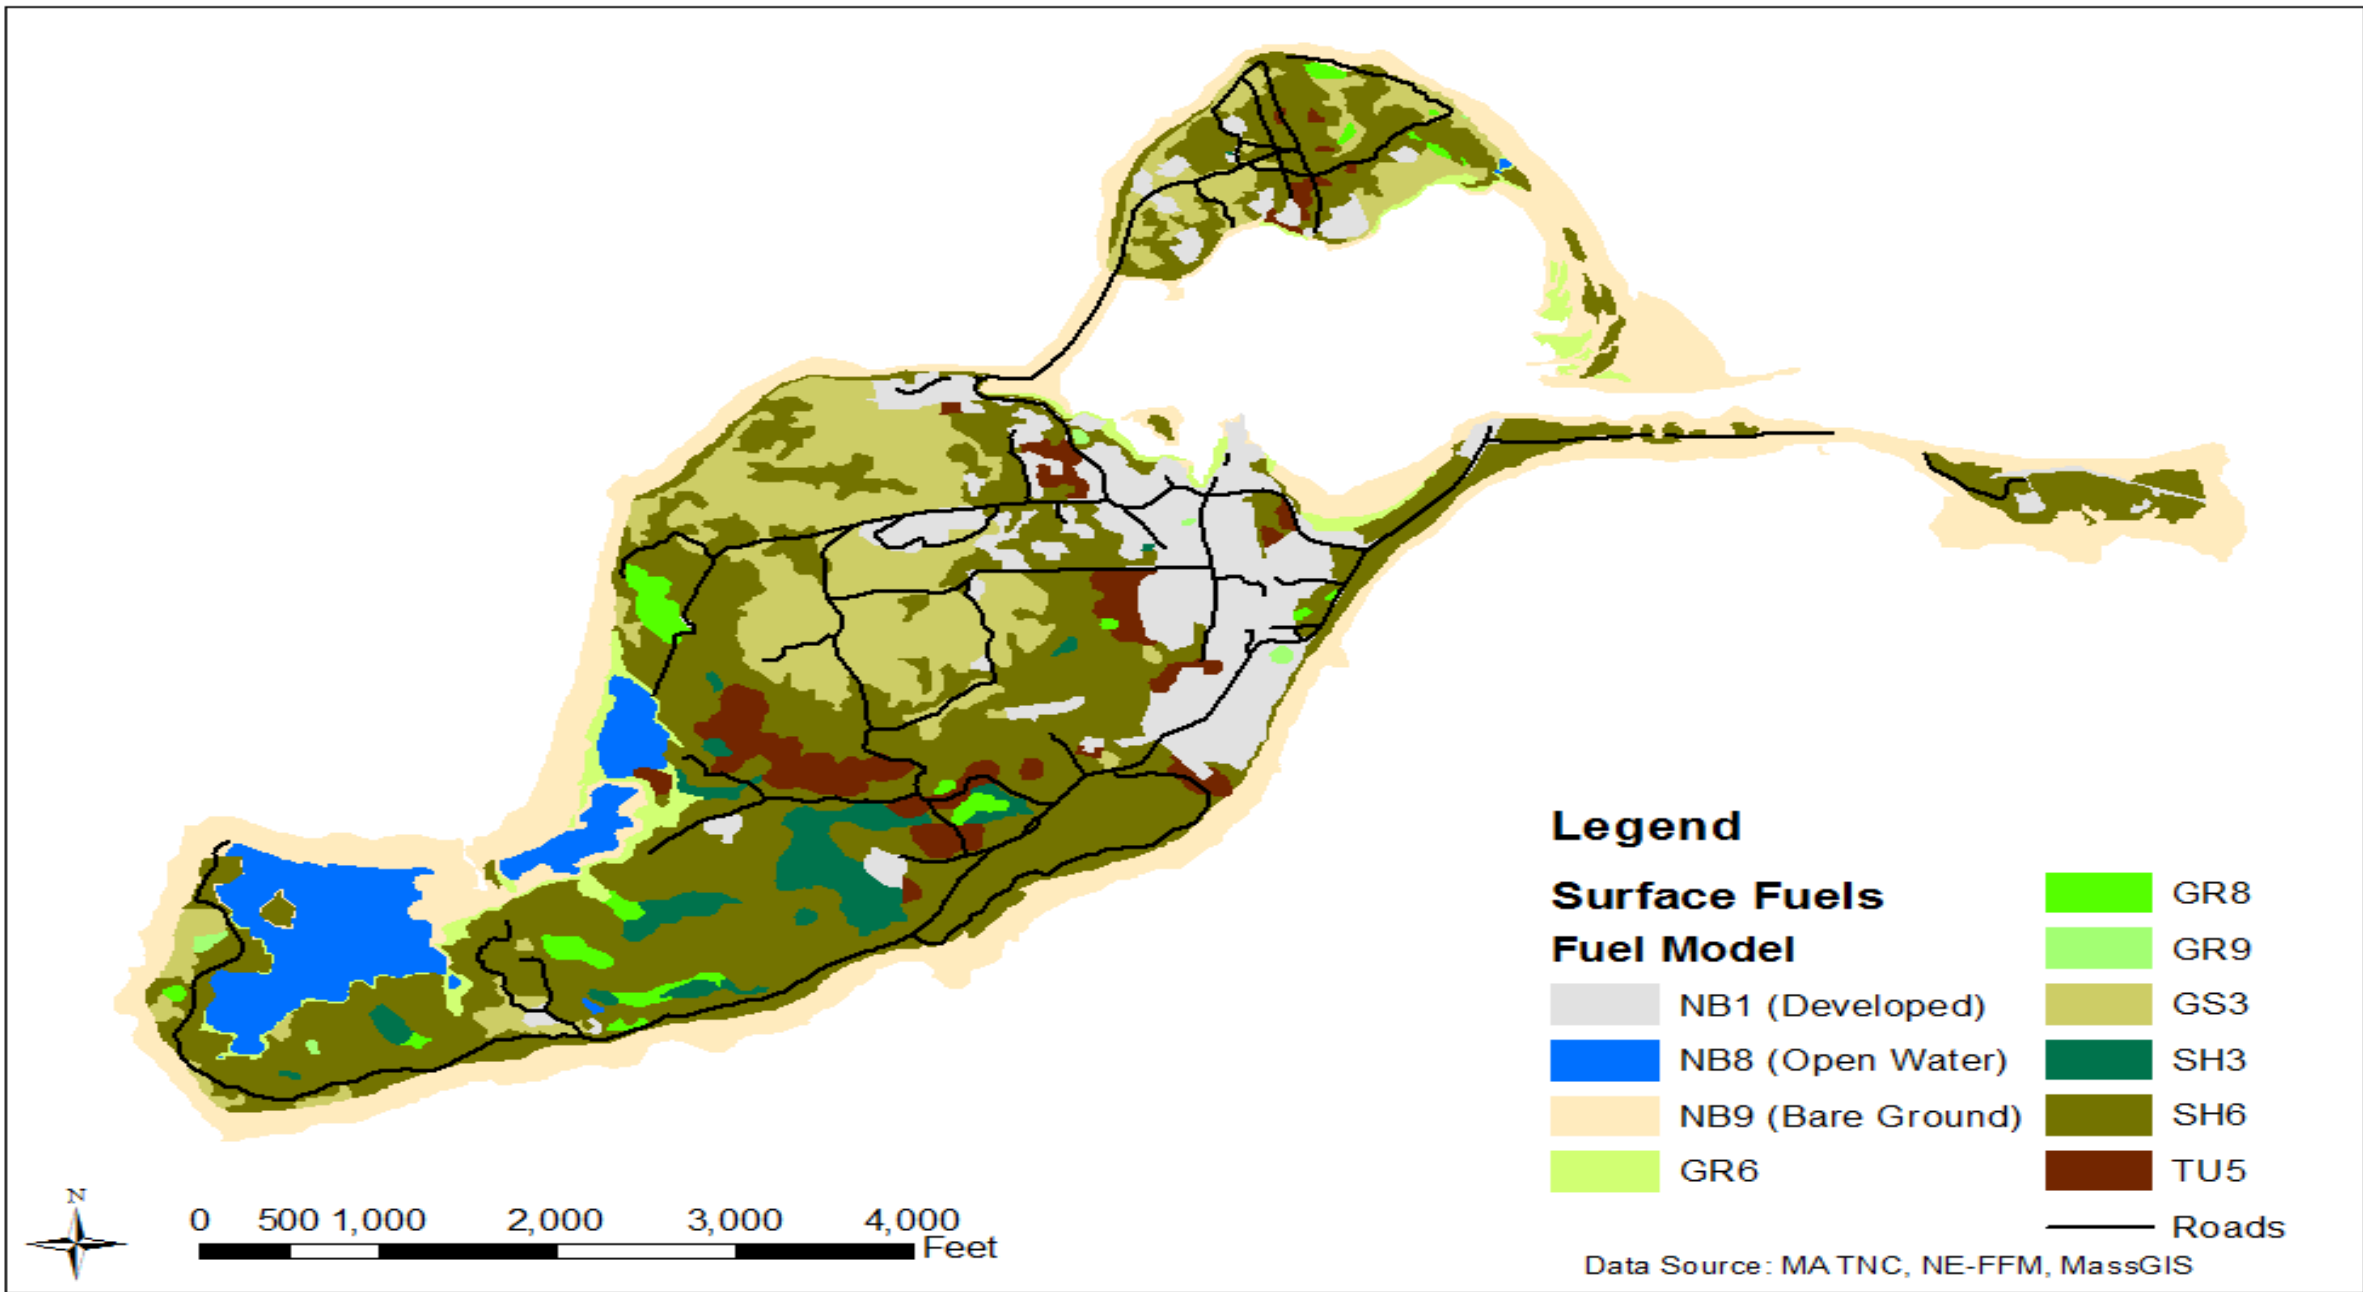 Legend
Surface Fuels
Fuel Model
NB1 (Developed)
NB8 (Open Water)
NB9 (Bare Ground)
GR6
GR8
GR9
GS3
SH3
SH6
TU5
Roads
N
0 500 1,000 2,000 3,000 4,000
Feet
Data Source: MA TNC, NE-FFM, MassGIS